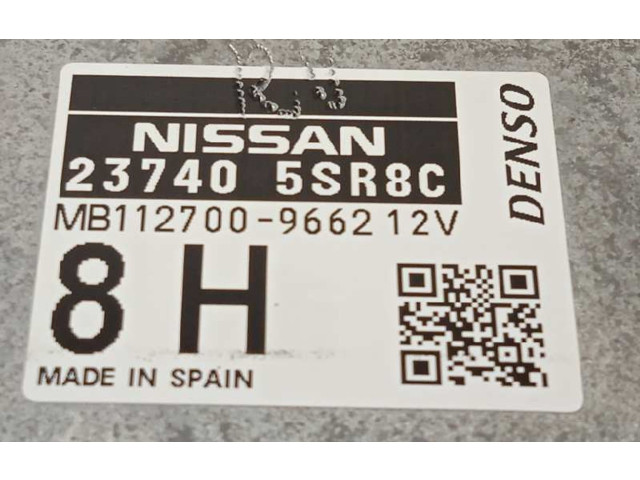 NISSAN
23740 5SR8C
MB112700-9662 12V
8 H
MADE IN SPAIN
DENSO